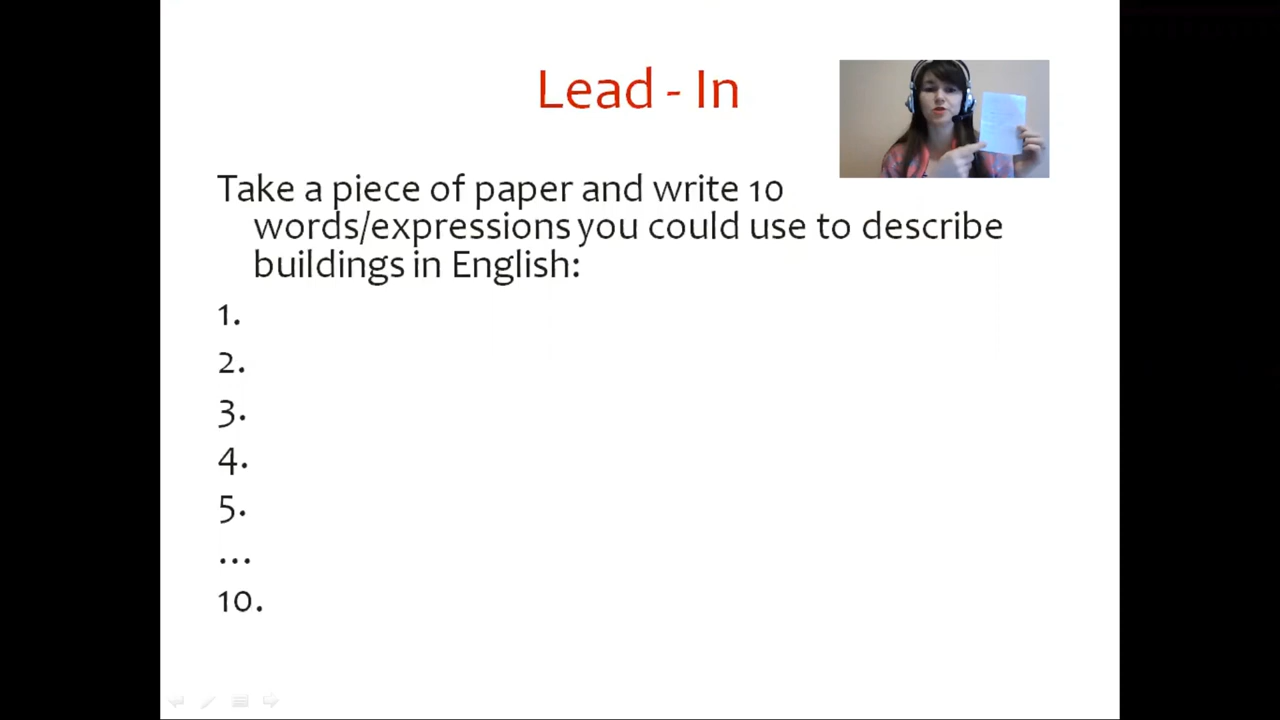 Lead - In
Take a piece of paper and write 10
words/expressions you could use to describe
buildings in English:
1.
2.
3.
4.
5.
...
10.